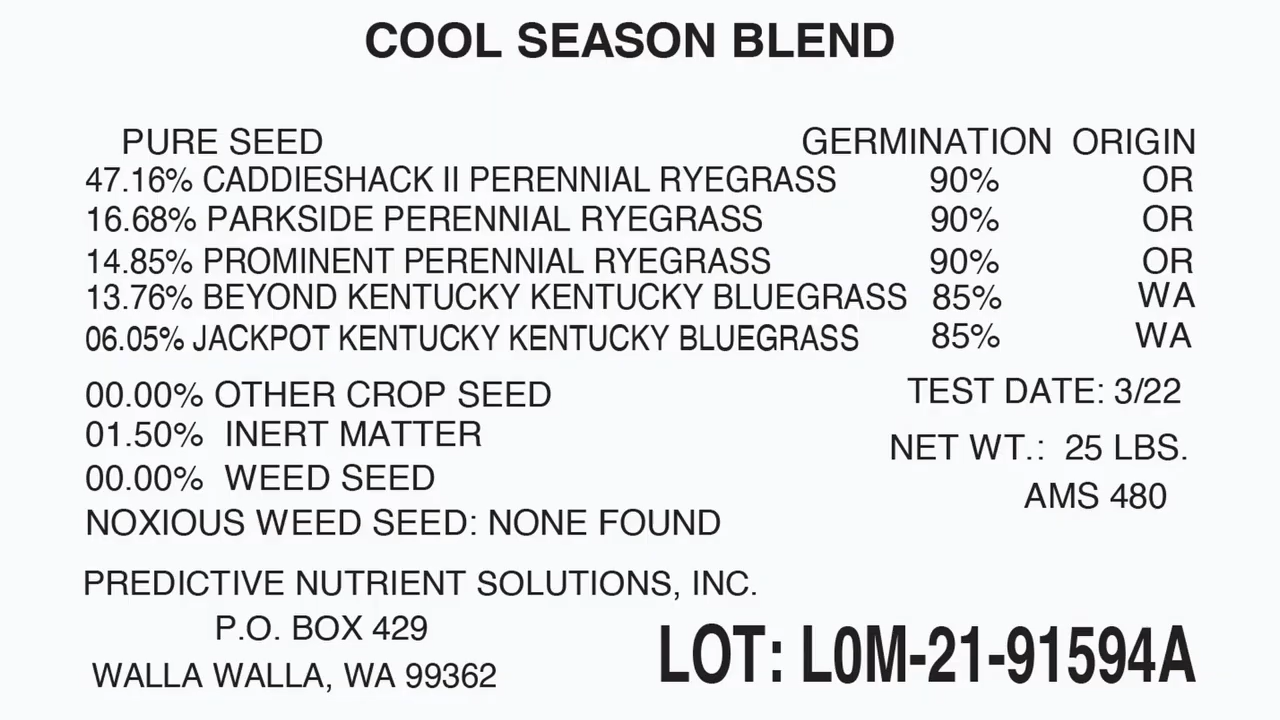 COOL SEASON BLEND
PURE SEED GERMINATION ORIGIN
47.16% CADDIESHACK II PERENNIAL RYEGRASS 90% OR
16.68% PARKSIDE PERENNIAL RYEGRASS 90% OR
14.85% PROMINENT PERENNIAL RYEGRASS 90% OR
13.76% BEYOND KENTUCKY KENTUCKY BLUEGRASS 85% WA
06.05% JACKPOT KENTUCKY KENTUCKY BLUEGRASS 85% WA
00.00% OTHER CROP SEED
01.50% INERT MATTER
00.00% WEED SEED
NOXIOUS WEED SEED: NONE FOUND
TEST DATE: 3/22
NET WT.: 25 LBS.
AMS 480
PREDICTIVE NUTRIENT SOLUTIONS, INC.
P.O. BOX 429
WALLA WALLA, WA 99362
LOT: L0M-21-91594A